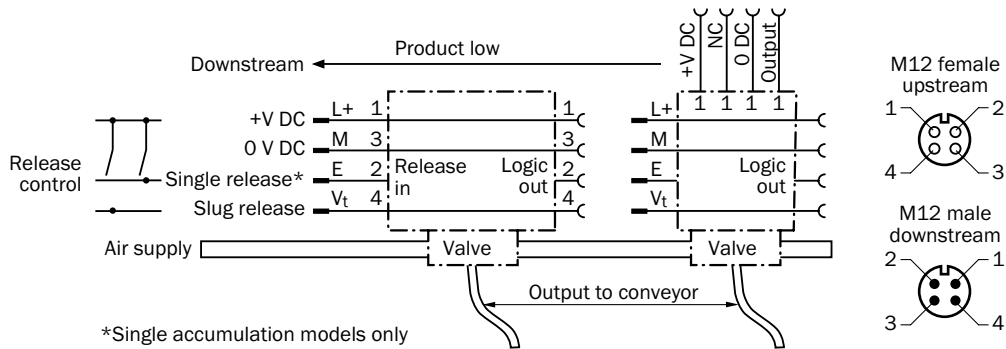 Product low
Downstream
+V DC
NC
0 DC
Output
1 1 1 1
+V DC L+ 1 1 L+
0 V DC M 3 3 M
Release control
Single release* E 2 Release in Logic out 2 E Logic out
Slug release Vt 4 4 Vt
Air supply
Valve
Valve
Output to conveyor
*Single accumulation models only
M12 female
upstream
1 2
4 3
M12 male
downstream
2 1
3 4